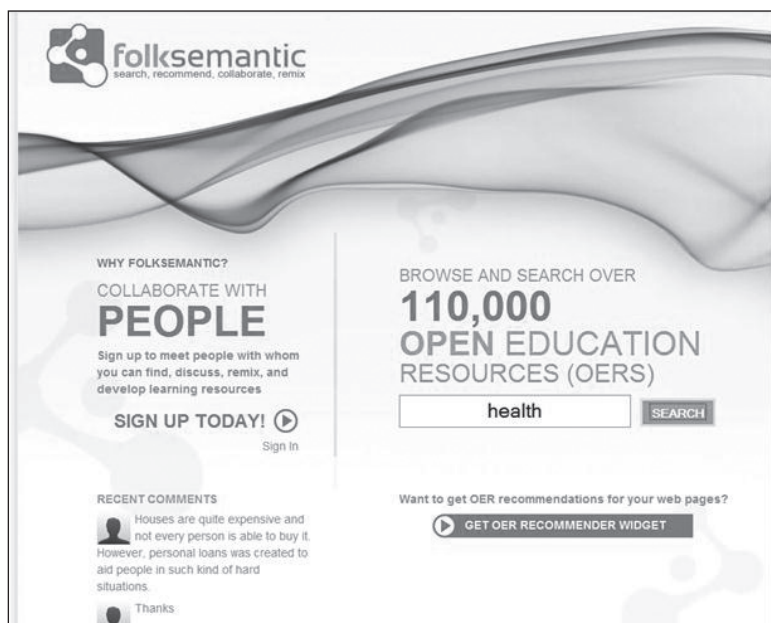 folksemantic
search, recommend, collaborate, remix
WHY FOLKSEMANTIC?
COLLABORATE WITH
PEOPLE
Sign up to meet people with whom
you can find, discuss, remix, and
develop learning resources
SIGN UP TODAY!
Sign In
RECENT COMMENTS
Houses are quite expensive and
not every person is able to buy it.
However, personal loans was created to
aid people in such kind of hard
situations.
Thanks
BROWSE AND SEARCH OVER
110,000
OPEN EDUCATION
RESOURCES (OERS)
health
SEARCH
Want to get OER recommendations for your web pages?
GET OER RECOMMENDER WIDGET